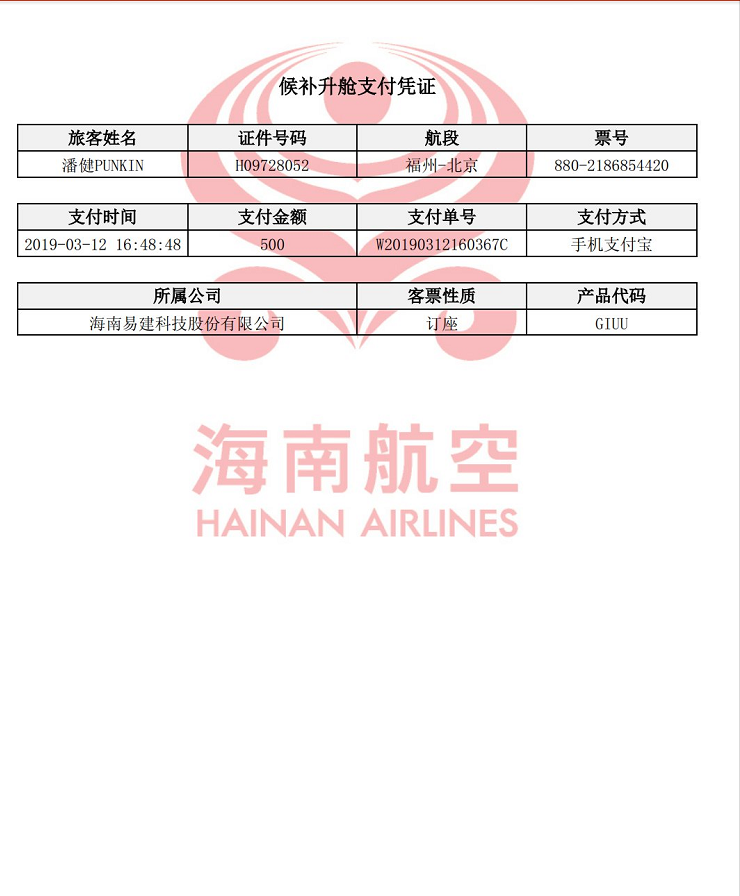 候补升舱支付凭证
旅客姓名 证件号码 航段 票号
潘健PUNKIN H09728052 福州-北京 880-2186854420
支付时间 支付金额 支付单号 支付方式
2019-03-12 16:48:48 500 W20190312160367C 手机支付宝
所属公司 客票性质 产品代码
海南易建科技股份有限公司 订座 GIUU
海南航空
HAINAN AIRLINES